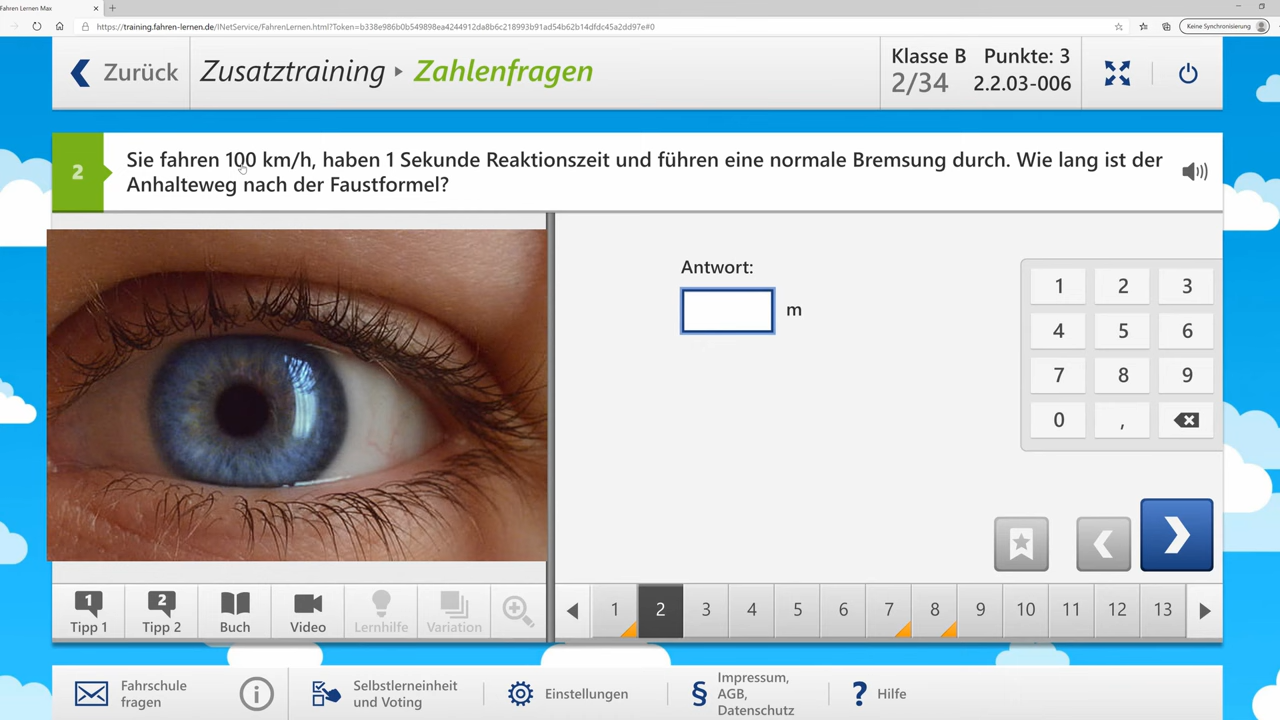 Fahren Lernen Max
https://training.fahren-lernen.de/INetService/FahrenLernen.html?Token=b338e986b0b549898ea4244912da8b6c218993b91ad54b62b14dfdc45a2dd97e#0
Keine Synchronisierung
Zurück
Zusatztraining ▸ Zahlenfragen
Klasse B Punkte: 3
2/34 2.2.03-006
2
Sie fahren 100 km/h, haben 1 Sekunde Reaktionszeit und führen eine normale Bremsung durch. Wie lang ist der
Anhalteweg nach der Faustformel?
Antwort:
m
1 2 3
4 5 6
7 8 9
0 ,
1 2
Tipp 1 Tipp 2 Buch Video Lernhilfe Variation
1 2 3 4 5 6 7 8 9 10 11 12 13
Fahrschule
fragen
Selbstlerneinheit
und Voting
Einstellungen
§ Impressum,
AGB,
Datenschutz
? Hilfe